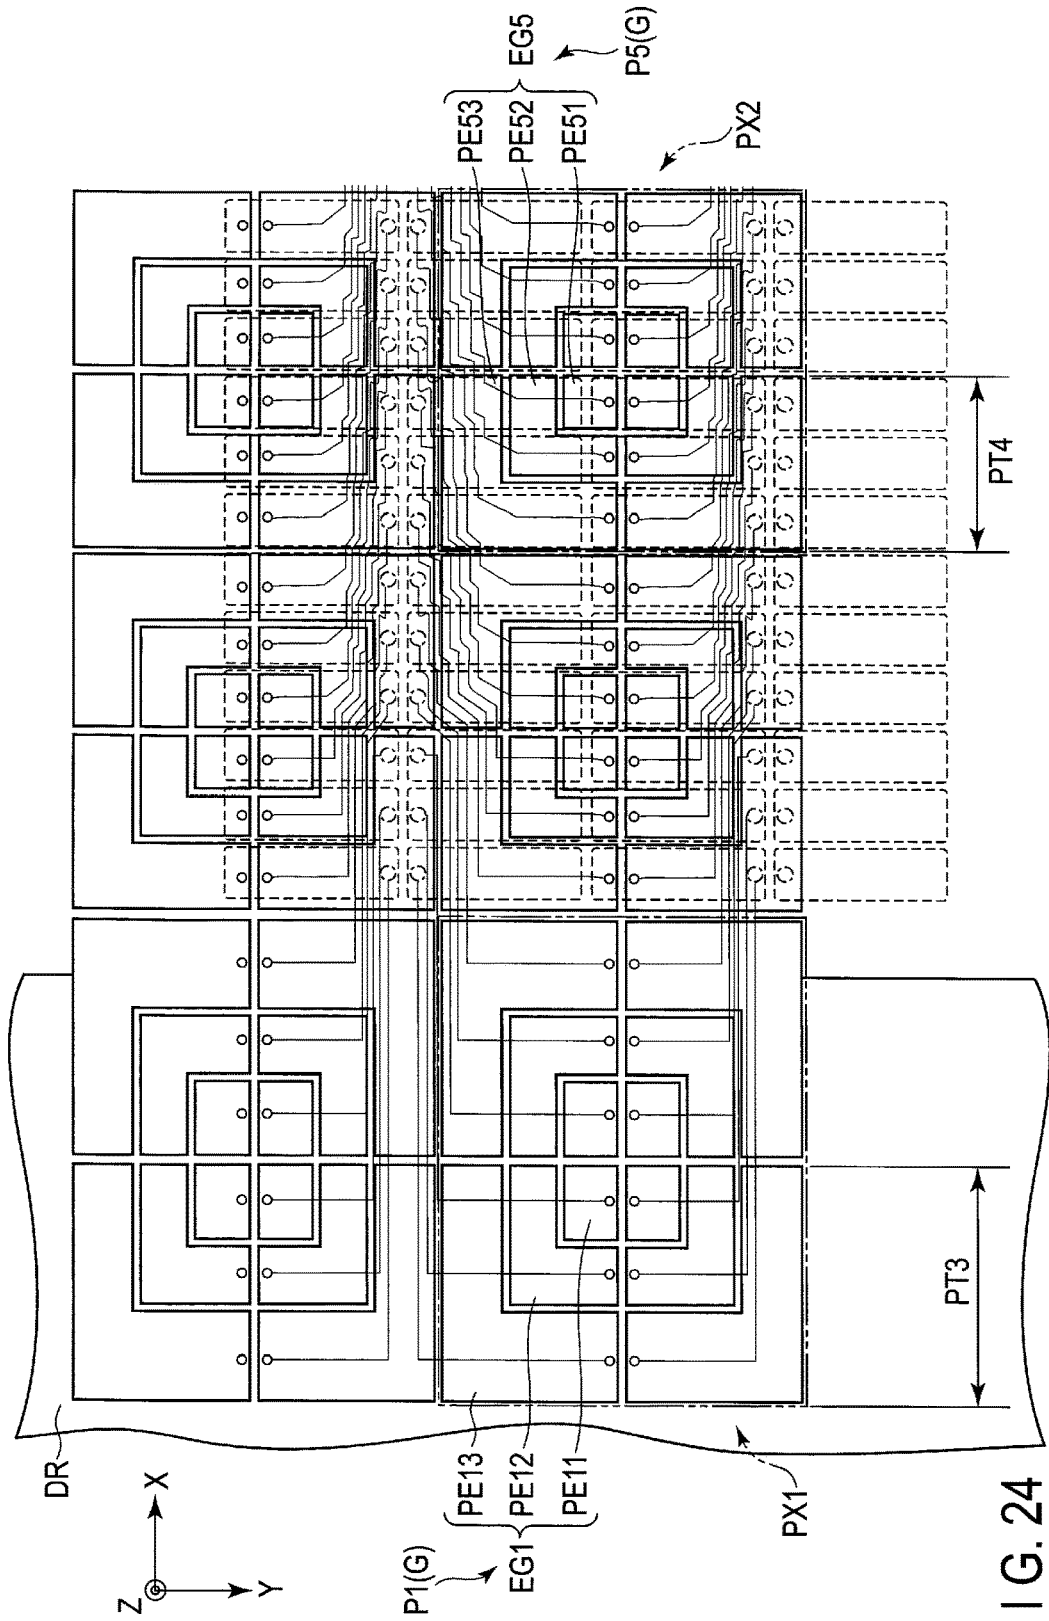 DR
Z
X
Y
P1(G)
EG1
PE13
PE12
PE11
PX1
PT3
PT4
PE53
PE52
PE51
EG5
P5(G)
PX2
I G. 24